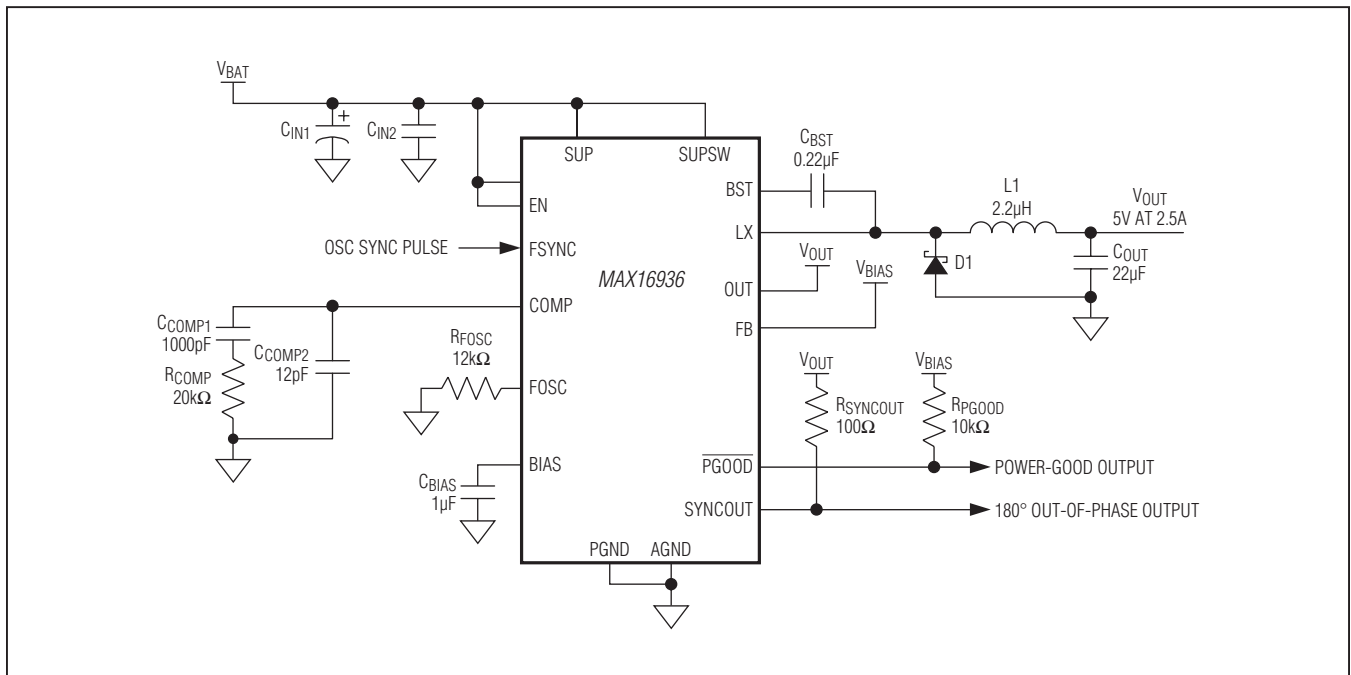 VBAT
CIN1
+
CIN2
SUP
SUPSW
EN
OSC SYNC PULSE
FSYNC
MAX16936
COMP
CCOMP1
1000pF
RCOMP
20kΩ
CCOMP2
12pF
RFOSC
12kΩ
FOSC
BIAS
CBIAS
1µF
PGND
AGND
BST
CBST
0.22µF
LX
L1
2.2µH
VOUT
5V AT 2.5A
COUT
22µF
D1
OUT
VOUT
VBIAS
FB
VOUT
RSYNCOUT
100Ω
VBIAS
RPGOOD
10kΩ
PGOOD
POWER-GOOD OUTPUT
SYNCOUT
180° OUT-OF-PHASE OUTPUT